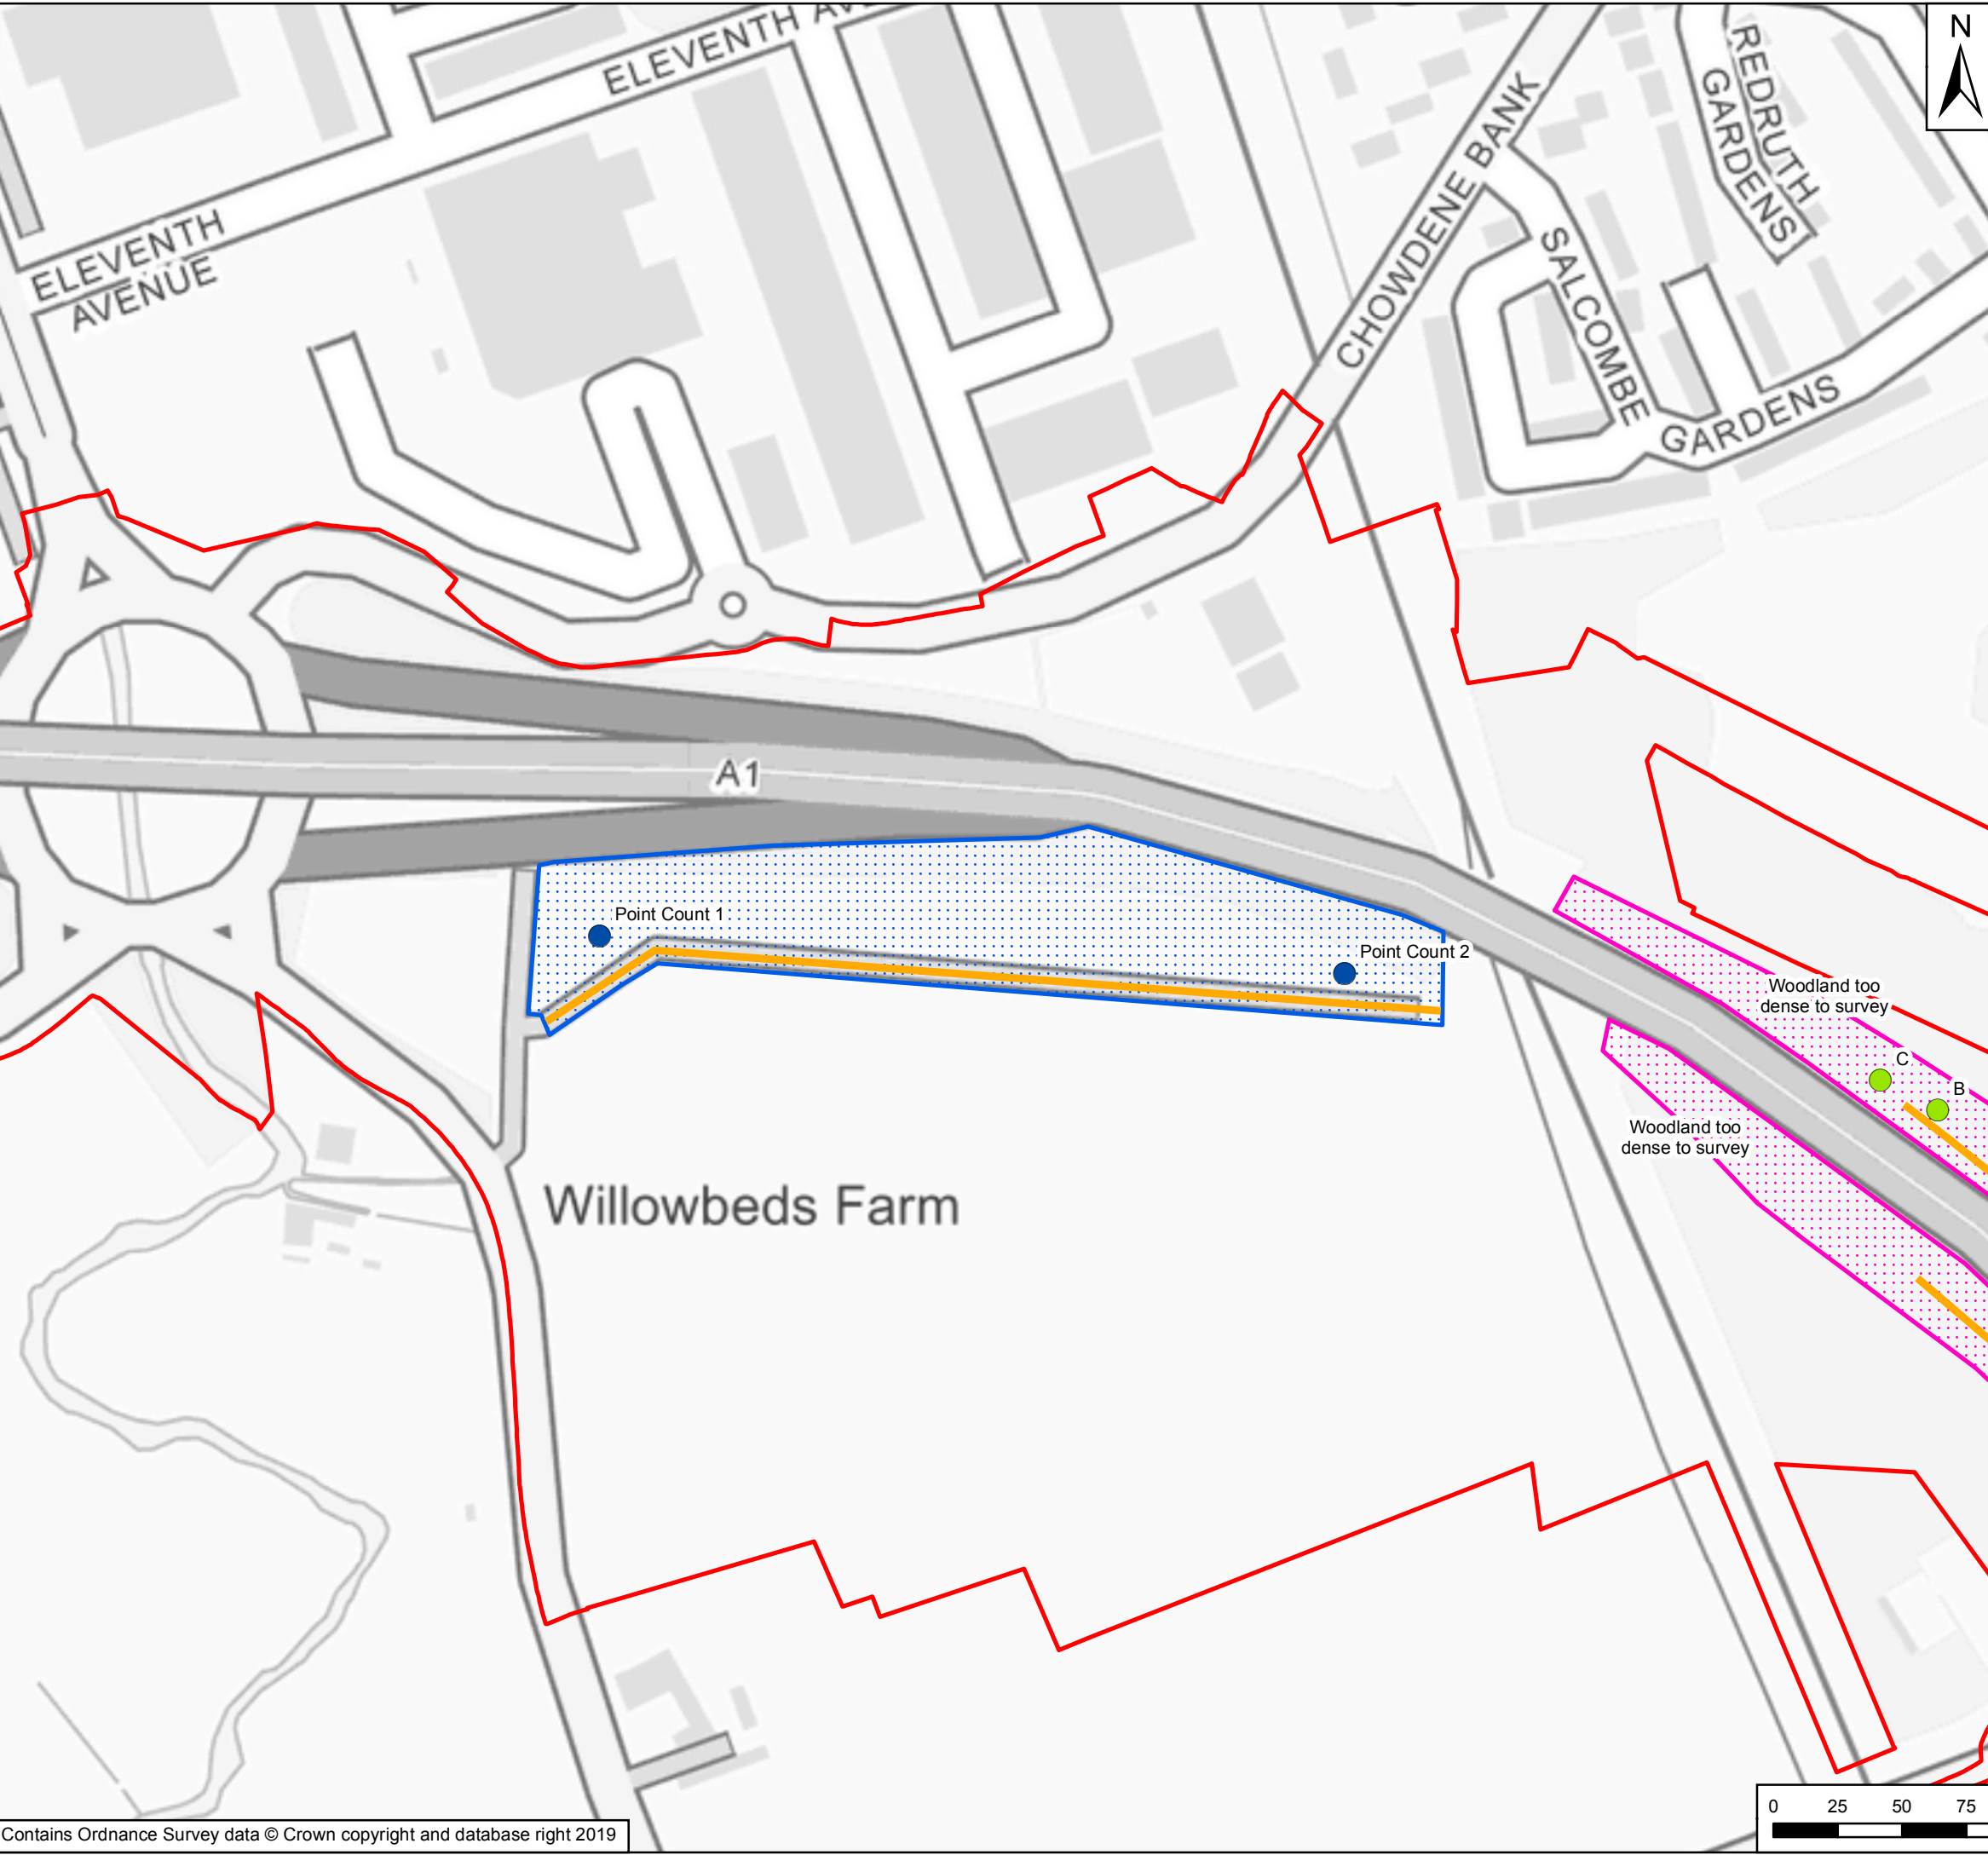 N
ELEVENTH AV
ELEVENTH
AVENUE
CHOWDENE BANK
REDRUTH
GARDENS
SALCOMBE
GARDENS
A1
Point Count 1
Point Count 2
Woodland too
dense to survey
C
B
Woodland too
dense to survey
Willowbeds Farm
0 25 50 75
Contains Ordnance Survey data © Crown copyright and database right 2019